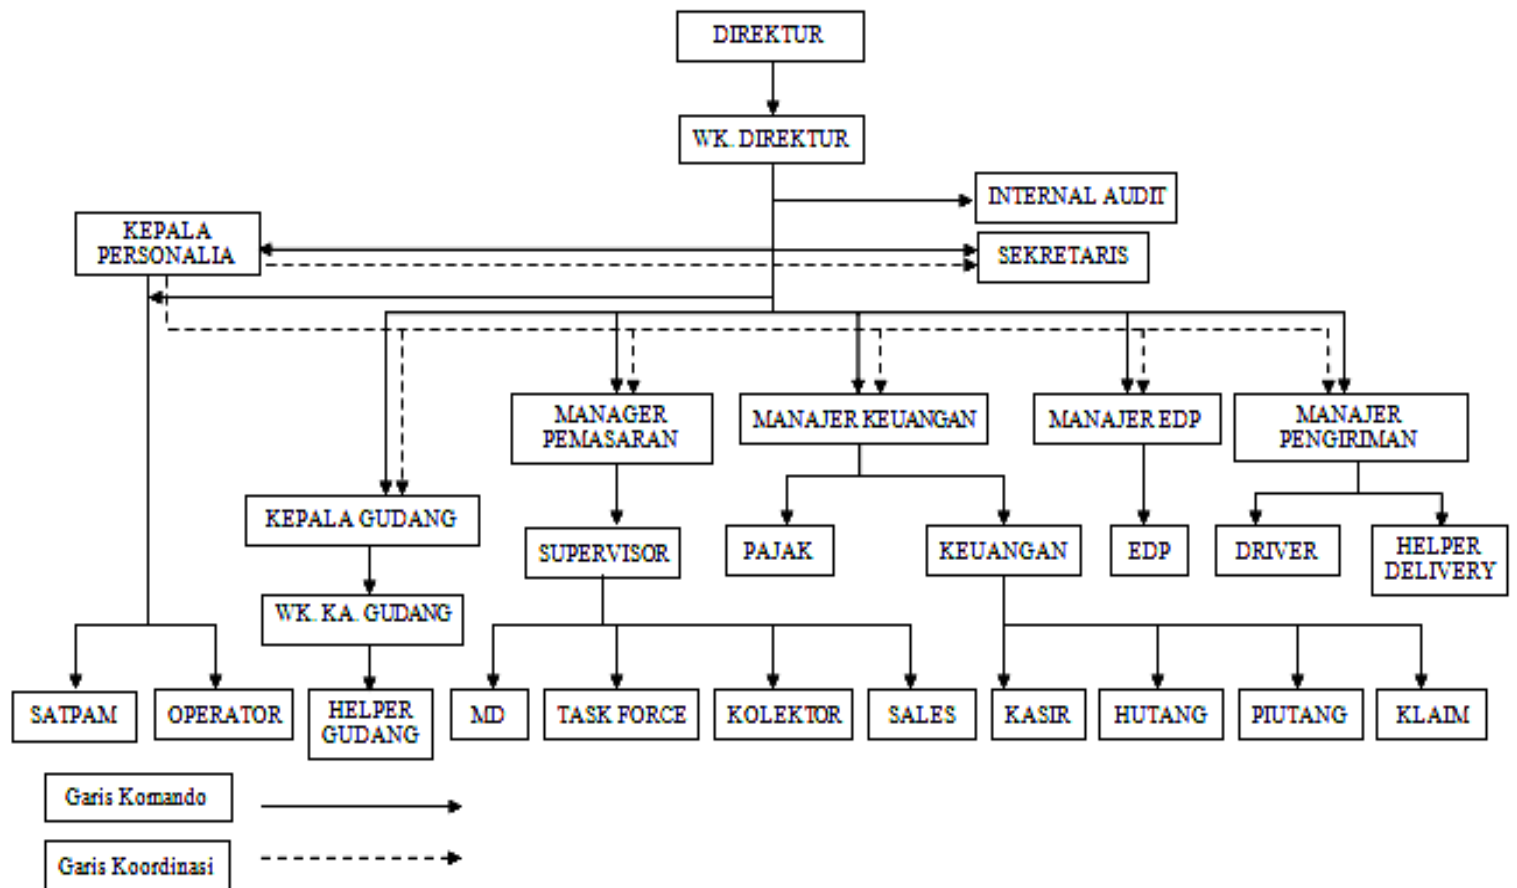 DIREKTUR
WK. DIREKTUR
INTERNAL AUDIT
KEPALA
PERSONALIA
SEKRETARIS
MANAGER
PEMASARAN
MANAJER KEUANGAN
MANAJER EDP
MANAJER
PENGIRIMAN
KEPALA GUDANG
SUPERVISOR
PAJAK
KEUANGAN
EDP
DRIVER
HELPER
DELIVERY
WK. KA. GUDANG
SATPAM
OPERATOR
HELPER
GUDANG
MD
TASK FORCE
KOLEKTOR
SALES
KASIR
HUTANG
PIUTANG
KLAIM
Garis Komando
Garis Koordinasi